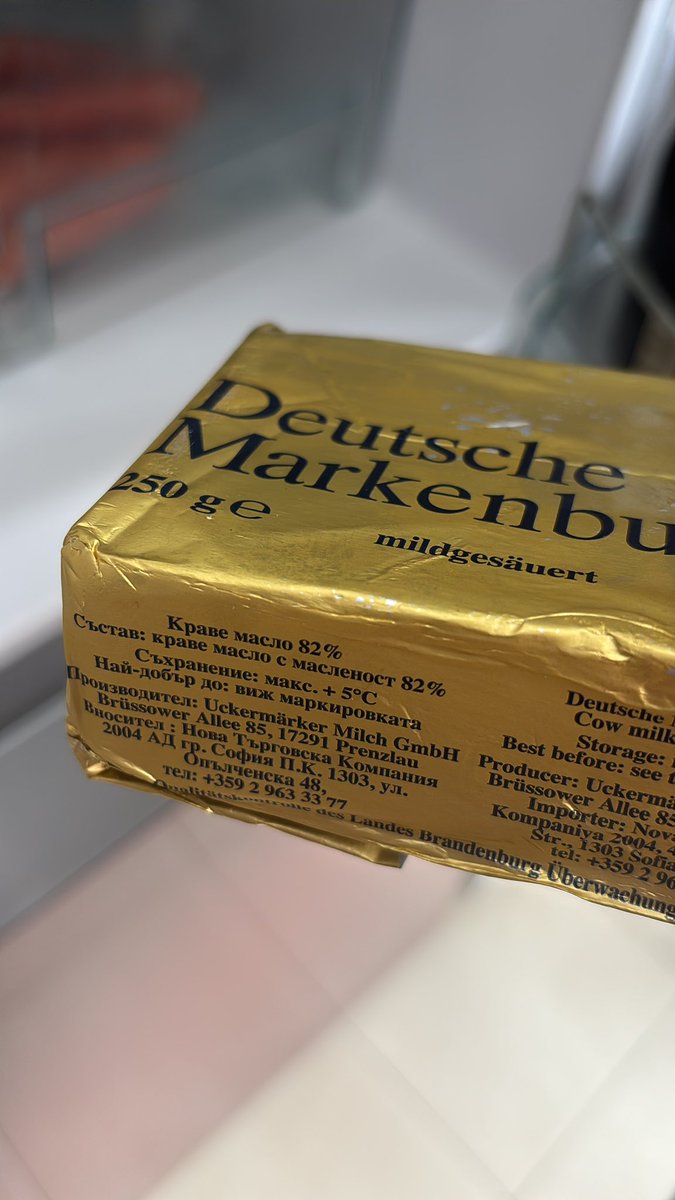 Deutsche
Markenbu
250 g ℮
mildgesäuert
Краве масло 82%
Състав: краве масло с масленост 82%
Съхранение: макс. + 5°C
Най-добър до: виж маркировката
Производител: Uckermärker Milch GmbH
Brüssower Allee 85, 17291 Prenzlau
Вносител : Нова Търговска Компания
2004 АД гр. София П.К. 1303, ул.
Опълченска 48,
тел: +359 2 963 33 77
Deutsche
Cow milk
Storage:
Best before: see t
Producer: Uckermä
Brüssower Allee 85
Importer: Nova
Kompaniya 2004, 4
Str., 1303 Sofia
tel: +359 2 96
Qualitätskontrolle des Landes Brandenburg Überwachung